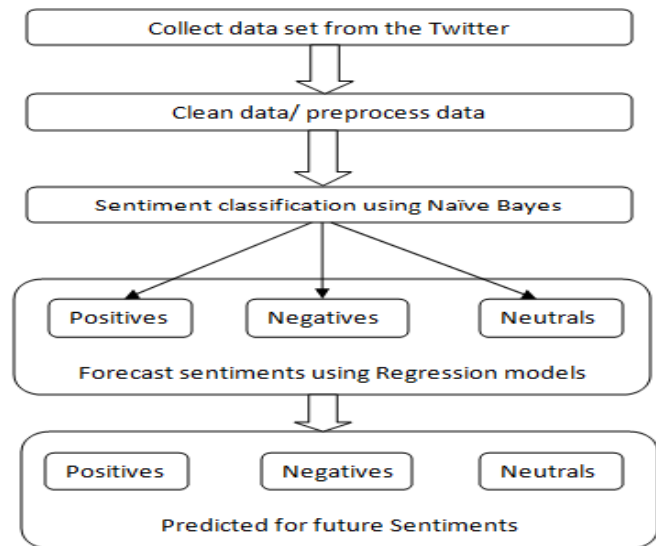 Collect data set from the Twitter
Clean data/ preprocess data
Sentiment classification using Naïve Bayes
Positives
Negatives
Neutrals
Forecast sentiments using Regression models
Positives
Negatives
Neutrals
Predicted for future Sentiments